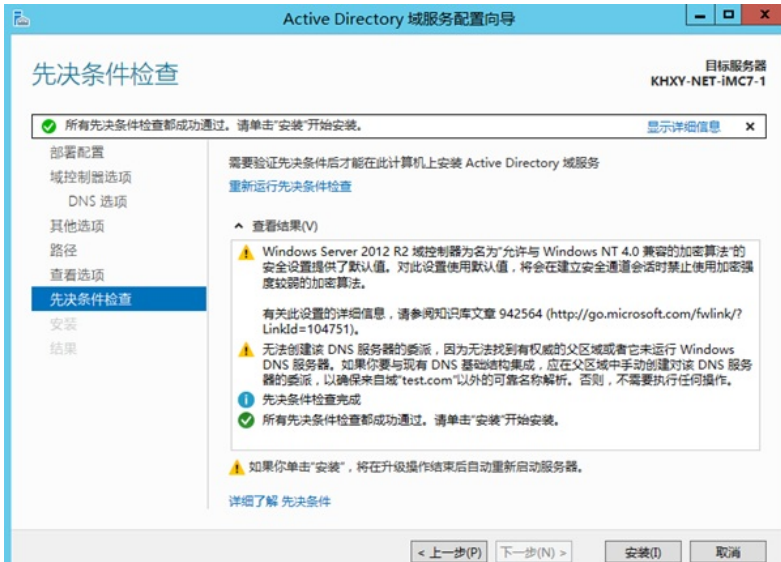 Active Directory 域服务配置向导
先决条件检查
目标服务器
KHXY-NET-iMC7-1
所有先决条件检查都成功通过。请单击"安装"开始安装。
显示详细信息
部署配置
域控制器选项
DNS 选项
其他选项
路径
查看选项
先决条件检查
安装
结果
需要验证先决条件后才能在此计算机上安装 Active Directory 域服务
重新运行先决条件检查
查看结果(V)
Windows Server 2012 R2 域控制器为名为"允许与 Windows NT 4.0 兼容的加密算法"的
安全设置提供了默认值。对此设置使用默认值，将会在建立安全通道会话时禁止使用加密强
度较弱的加密算法。
有关此设置的详细信息，请参阅知识库文章 942564 (http://go.microsoft.com/fwlink/?
LinkId=104751)。
无法创建该 DNS 服务器的委派，因为无法找到有权威的父区域或者它未运行 Windows
DNS 服务器。如果你要与现有 DNS 基础结构集成，应在父区域中手动创建对该 DNS 服务
器的委派，以确保来自域"test.com"以外的可靠名称解析。否则，不需要执行任何操作。
先决条件检查完成
所有先决条件检查都成功通过。请单击"安装"开始安装。
如果你单击"安装"，将在升级操作结束后自动重新启动服务器。
详细了解 先决条件
< 上一步(P)
下一步(N) >
安装(I)
取消